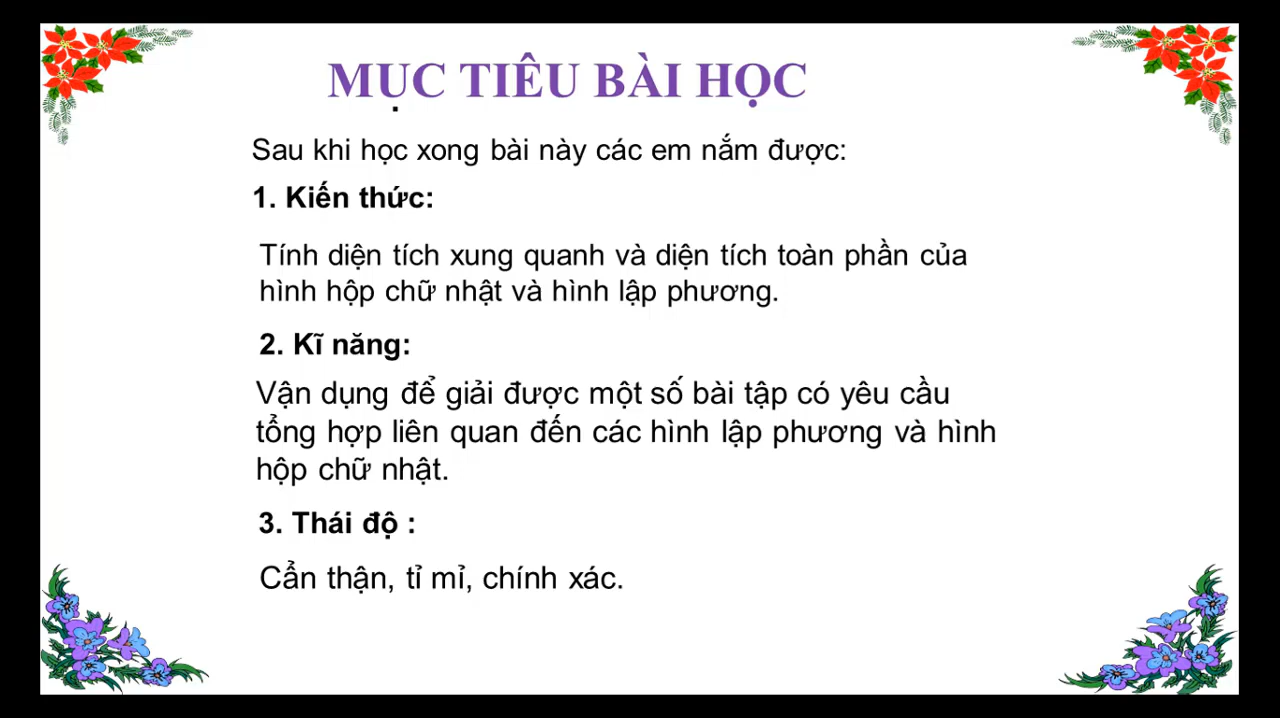 MỤC TIÊU BÀI HỌC
Sau khi học xong bài này các em nắm được:
1. Kiến thức:
Tính diện tích xung quanh và diện tích toàn phần của
hình hộp chữ nhật và hình lập phương.
2. Kĩ năng:
Vận dụng để giải được một số bài tập có yêu cầu
tổng hợp liên quan đến các hình lập phương và hình
hộp chữ nhật.
3. Thái độ :
Cẩn thận, tỉ mỉ, chính xác.